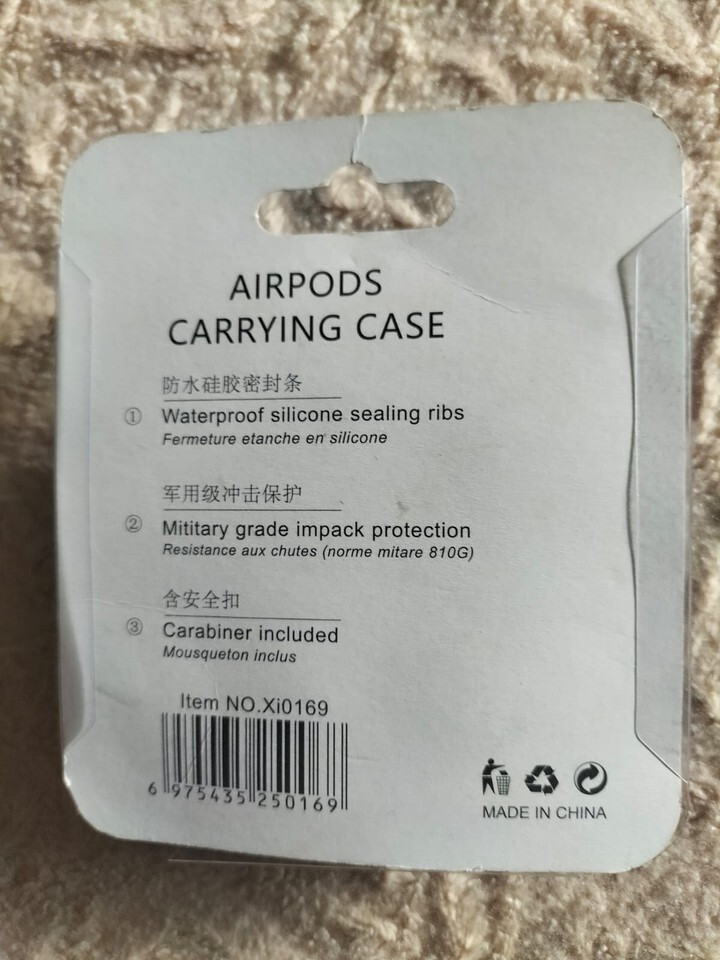 AIRPODS
CARRYING CASE
防水硅胶密封条
① Waterproof silicone sealing ribs
Fermeture etanche en silicone
军用级冲击保护
② Mititary grade impack protection
Resistance aux chutes (norme mitare 810G)
含安全扣
③ Carabiner included
Mousqueton inclus
Item NO.Xi0169
6 975435 250169
MADE IN CHINA